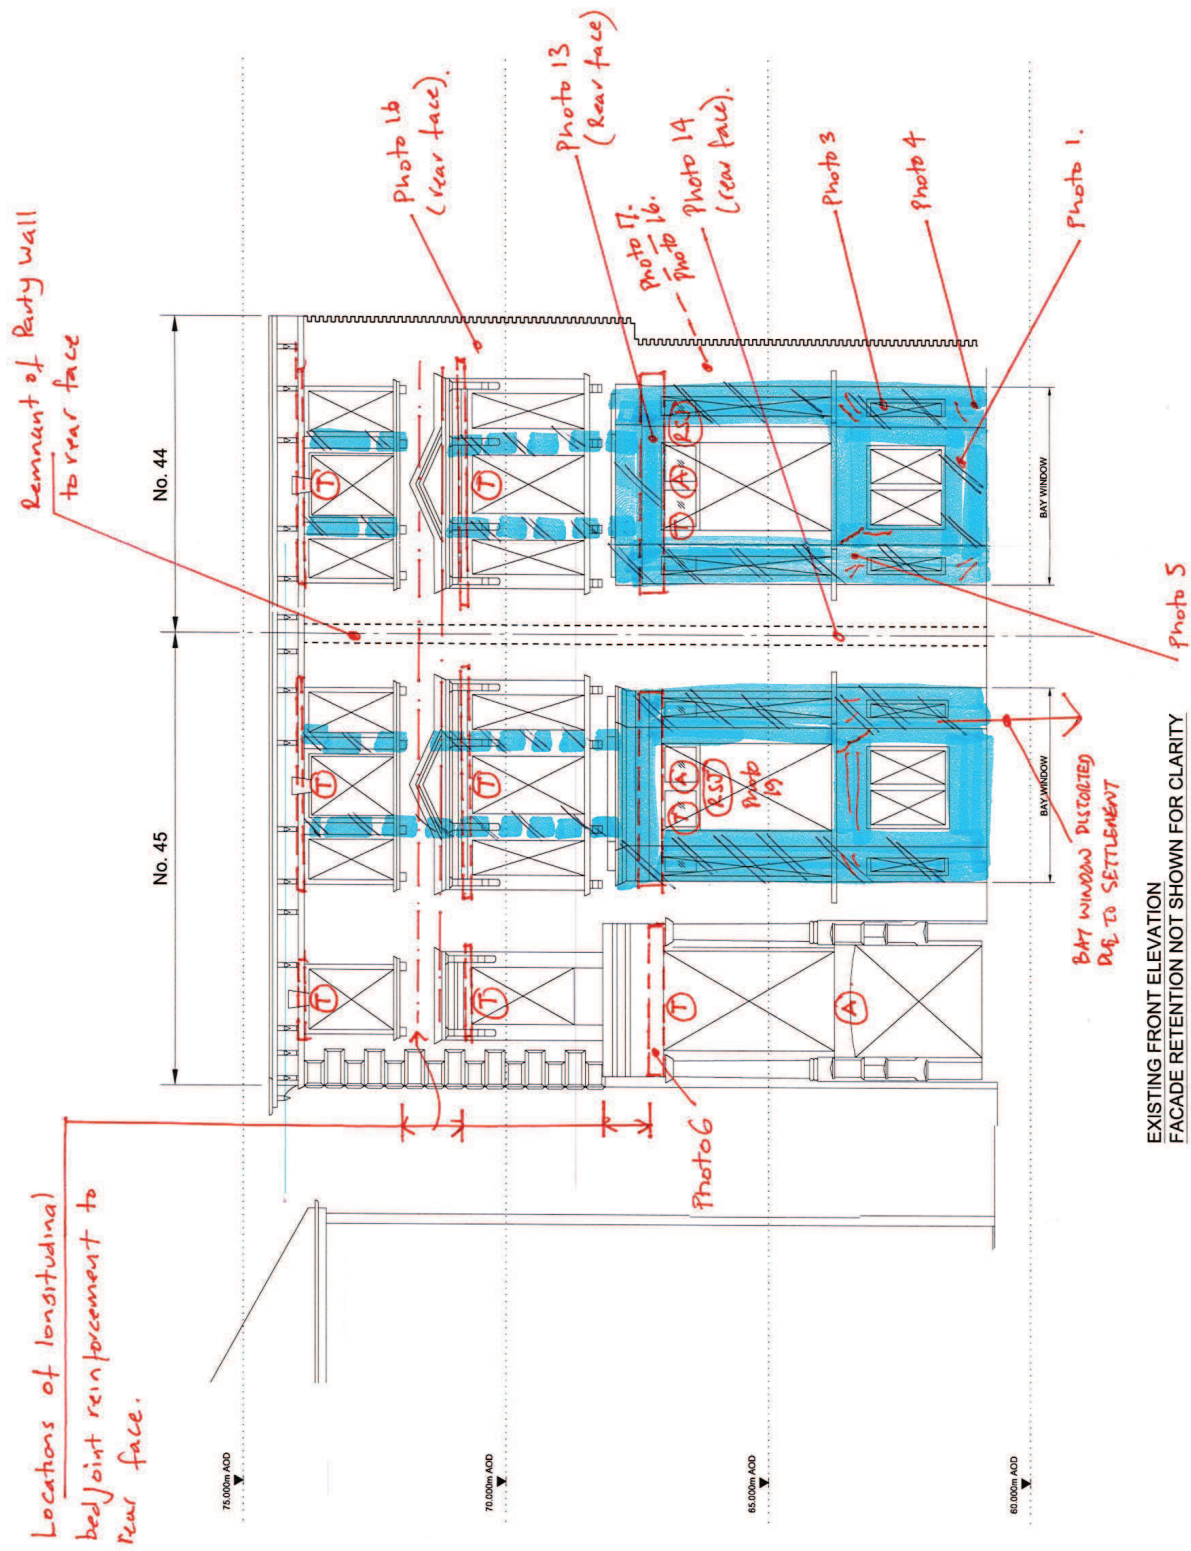 Locations of longitudinal
bedjoint reinforcement to
rear face.
Remnant of Party wall
to rear face
No. 45
No. 44
Photo 16
(rear face).
Photo 13
(Rear face)
Photo 17.
Photo 16.
Photo 14
(rear face).
Photo 3
Photo 4
Photo 1.
Photo 5
Photo 6
T
T
T
T
T
T
T
A
T
A
RSJ
Photo
19
T
A
RSJ
BAY WINDOW
BAY WINDOW
BAY WINDOW DISTORTED
DUE TO SETTLEMENT
75.000m AOD
70.000m AOD
65.000m AOD
60.000m AOD
EXISTING FRONT ELEVATION
FACADE RETENTION NOT SHOWN FOR CLARITY